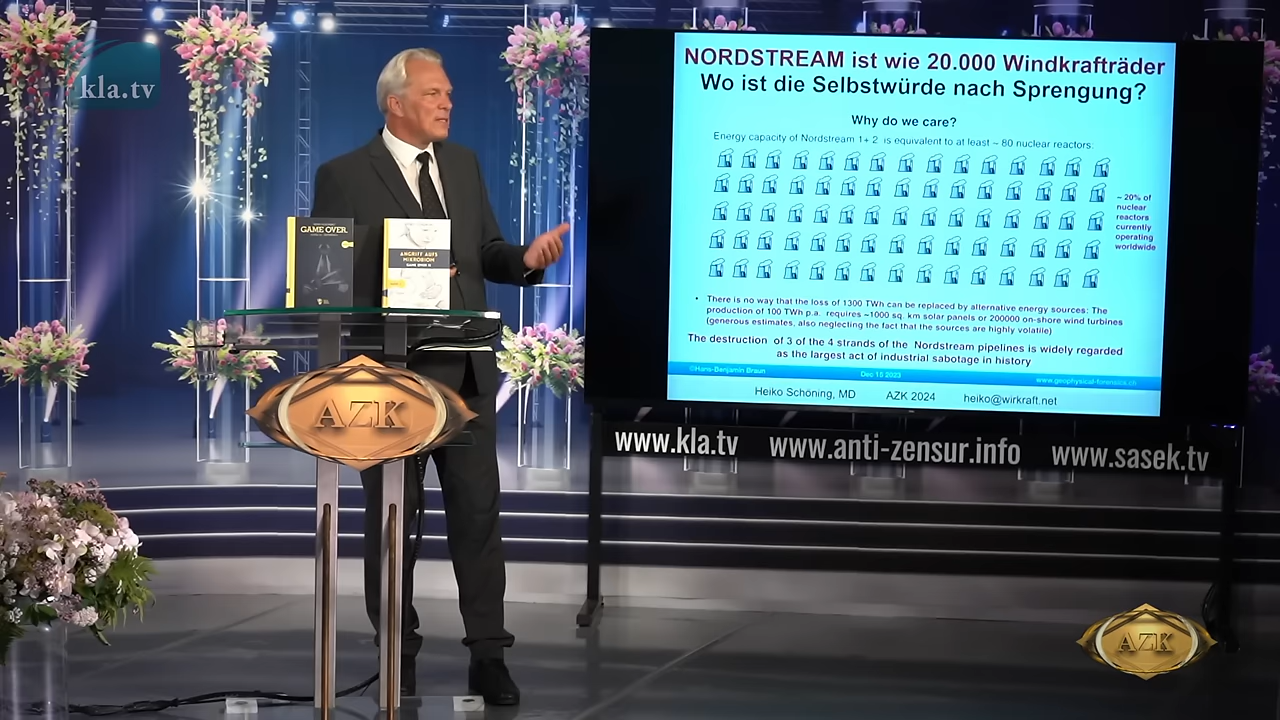 kla.tv
NORDSTREAM ist wie 20.000 Windkrafträder
Wo ist die Selbstwürde nach Sprengung?
Why do we care?
Energy capacity of Nordstream 1+ 2 is equivalent to at least ~ 80 nuclear reactors:
~ 20% of
nuclear
reactors
currently
operating
worldwide
• There is no way that the loss of 1300 TWh can be replaced by alternative energy sources: The
production of 100 TWh p.a. requires ~1000 sq. km solar panels or 200000 on-shore wind turbines
(generous estimates, also neglecting the fact that the sources are highly volatile)
The destruction of 3 of the 4 strands of the Nordstream pipelines is widely regarded
as the largest act of industrial sabotage in history
©Hans-Benjamin Braun Dec 15 2023 www.geophysical-forensics.ch
Heiko Schöning, MD AZK 2024 heiko@wirkraft.net
GAME OVER
ANGRIFF AUFS
MIKROBIOM
GAME OVER II
AZK
www.kla.tv www.anti-zensur.info www.sasek.tv
AZK